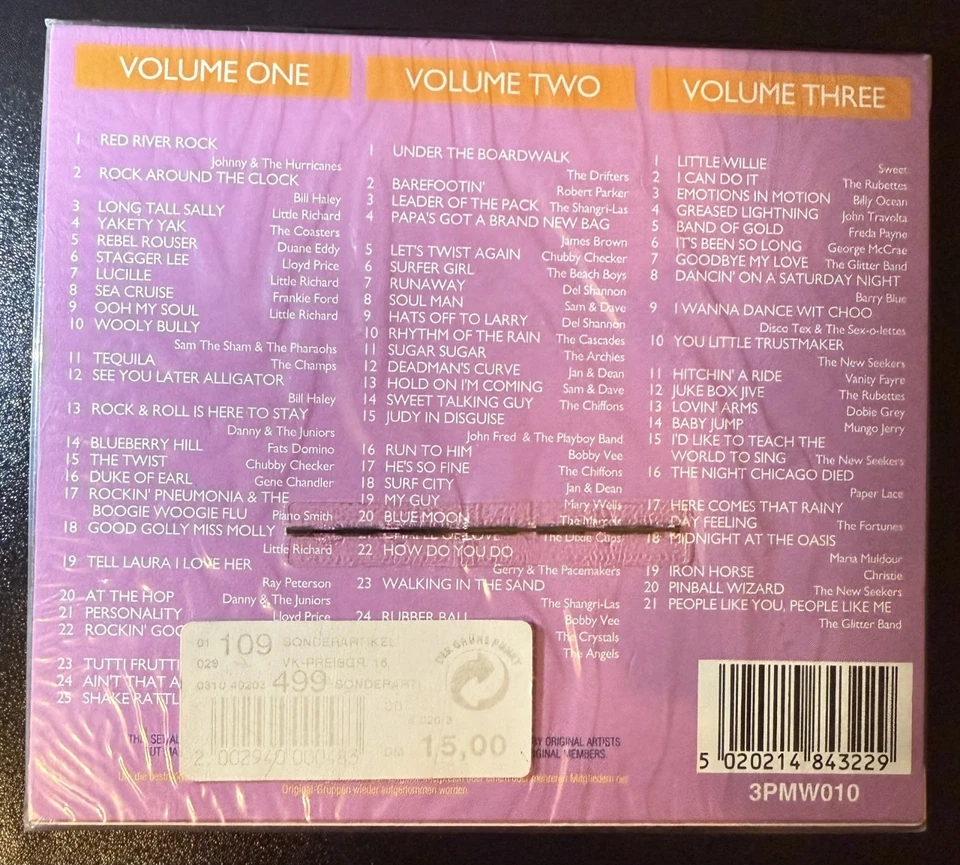 VOLUME ONE
1 RED RIVER ROCK
Johnny & The Hurricanes
2 ROCK AROUND THE CLOCK
Bill Haley
3 LONG TALL SALLY Little Richard
4 YAKETY YAK The Coasters
5 REBEL ROUSER Duane Eddy
6 STAGGER LEE Lloyd Price
7 LUCILLE Little Richard
8 SEA CRUISE Frankie Ford
9 OOH MY SOUL Little Richard
10 WOOLY BULLY
Sam The Sham & The Pharaohs
11 TEQUILA The Champs
12 SEE YOU LATER ALLIGATOR
Bill Haley
13 ROCK & ROLL IS HERE TO STAY
Danny & The Juniors
14 BLUEBERRY HILL Fats Domino
15 THE TWIST Chubby Checker
16 DUKE OF EARL Gene Chandler
17 ROCKIN' PNEUMONIA & THE
BOOGIE WOOGIE FLU Piano Smith
18 GOOD GOLLY MISS MOLLY
Little Richard
19 TELL LAURA I LOVE HER
Ray Peterson
20 AT THE HOP Danny & The Juniors
21 PERSONALITY Lloyd Price
22 ROCKIN'
23 TUTTI FRUTTI
24 AIN'T THAT A
25 SHAKE RATTL
VOLUME TWO
1 UNDER THE BOARDWALK
The Drifters
2 BAREFOOTIN' Robert Parker
3 LEADER OF THE PACK The Shangri-Las
4 PAPA'S GOT A BRAND NEW BAG
James Brown
5 LET'S TWIST AGAIN Chubby Checker
6 SURFER GIRL The Beach Boys
7 RUNAWAY Del Shannon
8 SOUL MAN Sam & Dave
9 HATS OFF TO LARRY Del Shannon
10 RHYTHM OF THE RAIN The Cascades
11 SUGAR SUGAR The Archies
12 DEADMAN'S CURVE Jan & Dean
13 HOLD ON I'M COMING Sam & Dave
14 SWEET TALKING GUY The Chiffons
15 JUDY IN DISGUISE
John Fred & The Playboy Band
16 RUN TO HIM Bobby Vee
17 HE'S SO FINE The Chiffons
18 SURF CITY Jan & Dean
19 MY GUY Mary Wells
20 BLUE MOON The Marcels
OF LOVE The Dixie Cups
22 HOW DO YOU DO
Gerry & The Pacemakers
23 WALKING IN THE SAND
The Shangri-Las
24 RUBBER BALL Bobby Vee
The Crystals
The Angels
VOLUME THREE
1 LITTLE WILLIE Sweet
2 I CAN DO IT The Rubettes
3 EMOTIONS IN MOTION Billy Ocean
4 GREASED LIGHTNING John Travolta
5 BAND OF GOLD Freda Payne
6 IT'S BEEN SO LONG George McCrae
7 GOODBYE MY LOVE The Glitter Band
8 DANCIN' ON A SATURDAY NIGHT
Barry Blue
9 I WANNA DANCE WIT CHOO
Disco Tex & The Sex-o-lettes
10 YOU LITTLE TRUSTMAKER
The New Seekers
11 HITCHIN' A RIDE Vanity Fayre
12 JUKE BOX JIVE The Rubettes
13 LOVIN' ARMS Dobie Grey
14 BABY JUMP Mungo Jerry
15 I'D LIKE TO TEACH THE
WORLD TO SING The New Seekers
16 THE NIGHT CHICAGO DIED
Paper Lace
17 HERE COMES THAT RAINY
DAY FEELING The Fortunes
18 MIDNIGHT AT THE OASIS
Maria Muldour
19 IRON HORSE Christie
20 PINBALL WIZARD The New Seekers
21 PEOPLE LIKE YOU, PEOPLE LIKE ME
The Glitter Band
01 109 SONDERARTIKEL
029 VK-PREISGR. 15,
0310 40203 499 SONDERARTI
DER GRÜNE PUNKT
DM 15,00
BY ORIGINAL ARTISTS
MEMBERS
einem oder mehreren Mitgliedern der
Original-Gruppen wieder aufgenommen worden
5 020214 843229
3PMW010